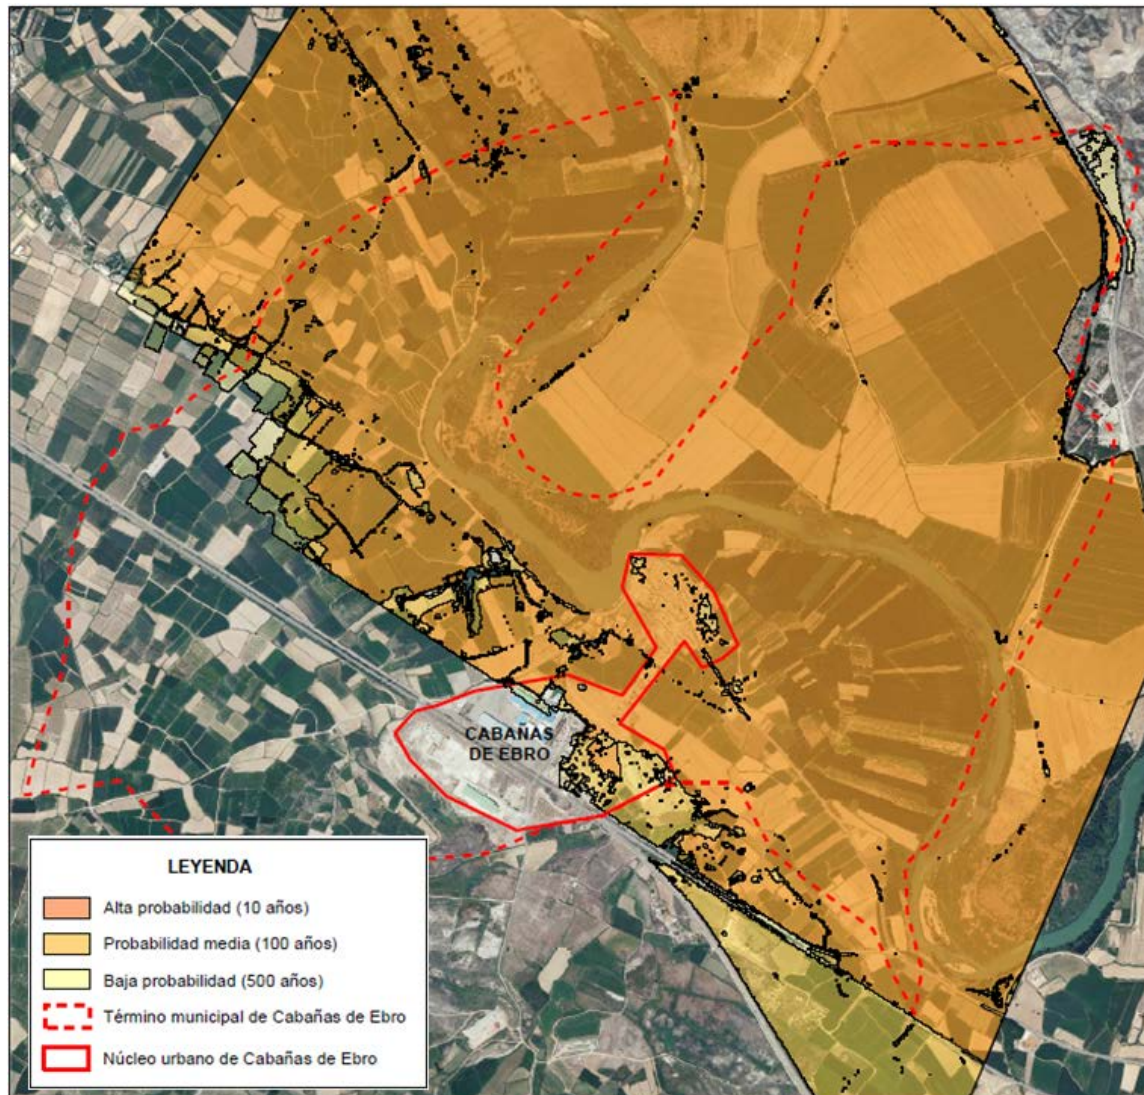 CABAÑAS
DE EBRO
LEYENDA
Alta probabilidad (10 años)
Probabilidad media (100 años)
Baja probabilidad (500 años)
Término municipal de Cabañas de Ebro
Núcleo urbano de Cabañas de Ebro